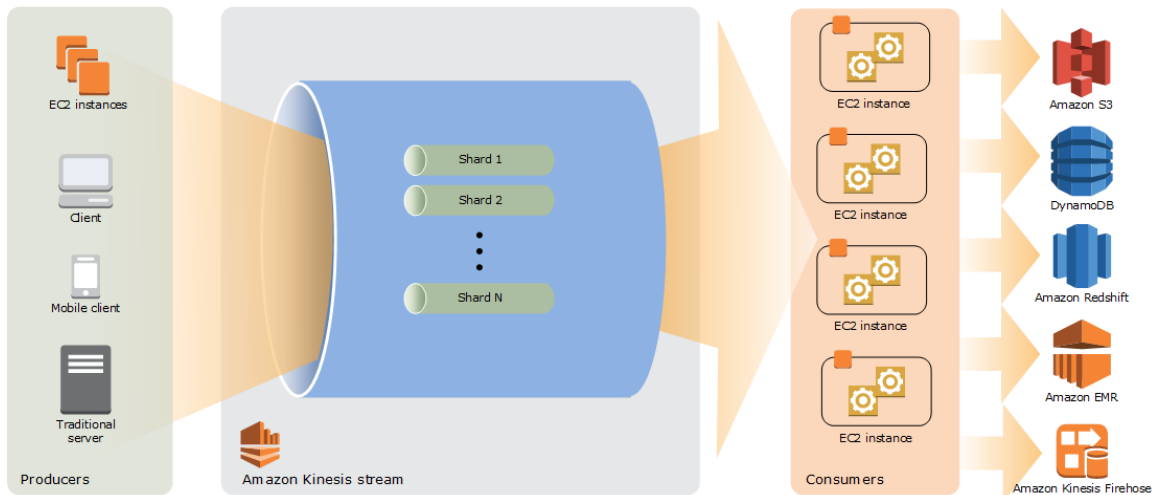 EC2 instances
Client
Mobile client
Traditional
server
Producers
Shard 1
Shard 2
Shard N
Amazon Kinesis stream
EC2 instance
EC2 instance
EC2 instance
EC2 instance
Consumers
Amazon S3
DynamoDB
Amazon Redshift
Amazon EMR
Amazon Kinesis Firehose